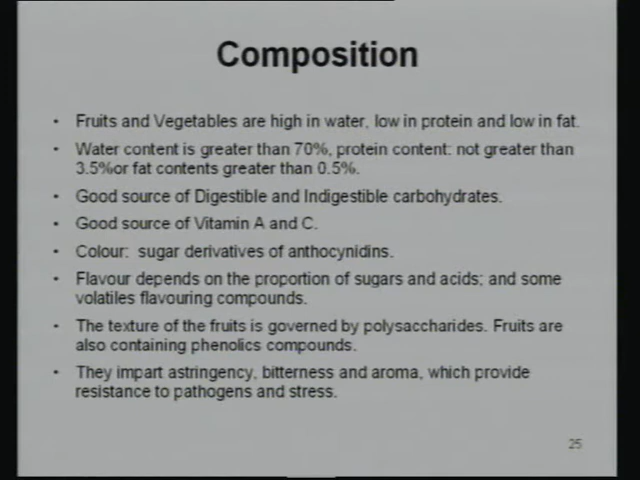 Composition
• Fruits and Vegetables are high in water, low in protein and low in fat.
• Water content is greater than 70%, protein content: not greater than
3.5%or fat contents greater than 0.5%.
• Good source of Digestible and Indigestible carbohydrates.
• Good source of Vitamin A and C.
• Colour: sugar derivatives of anthocynidins.
• Flavour depends on the proportion of sugars and acids; and some
volatiles flavouring compounds.
• The texture of the fruits is governed by polysaccharides. Fruits are
also containing phenolics compounds.
• They impart astringency, bitterness and aroma, which provide
resistance to pathogens and stress.
25